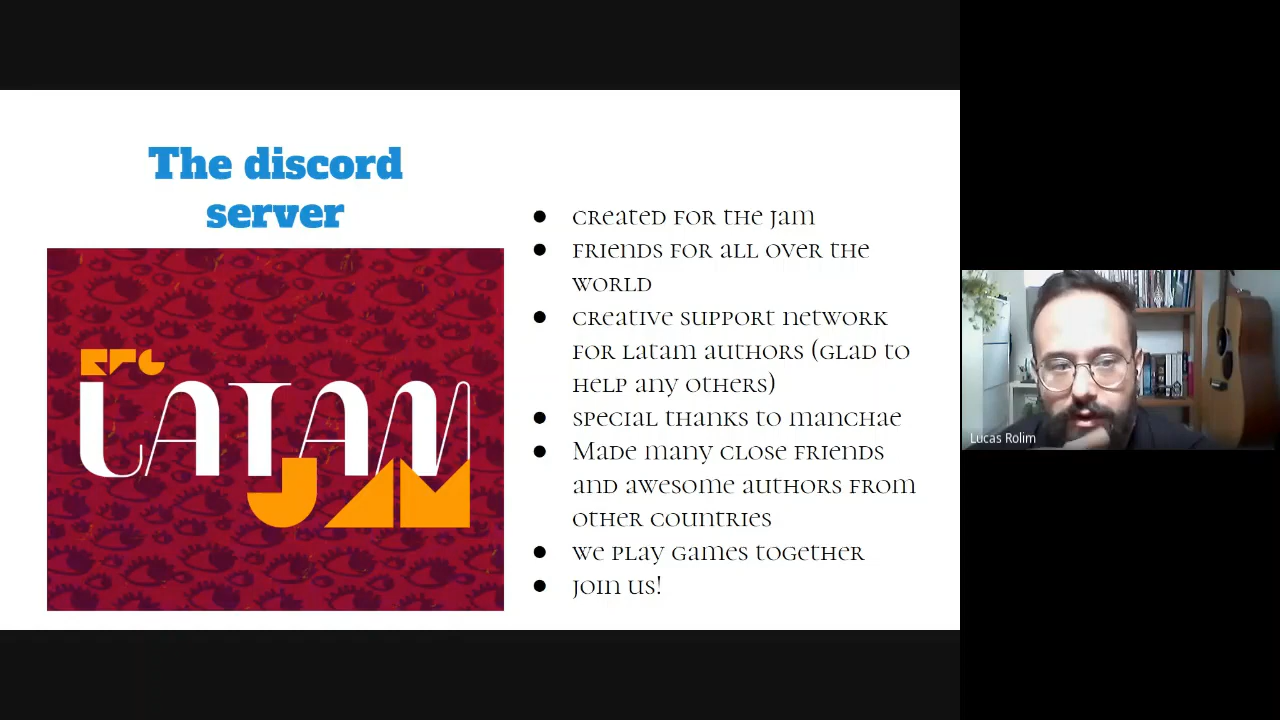 The discord
server
RPG
LATAM
JAM
● created for the jam
● friends for all over the
world
● creative support network
for Latam authors (glad to
help any others)
● special thanks to manchae
● Made many close friends
and awesome authors from
other countries
● we play games together
● join us!
Lucas Rolim